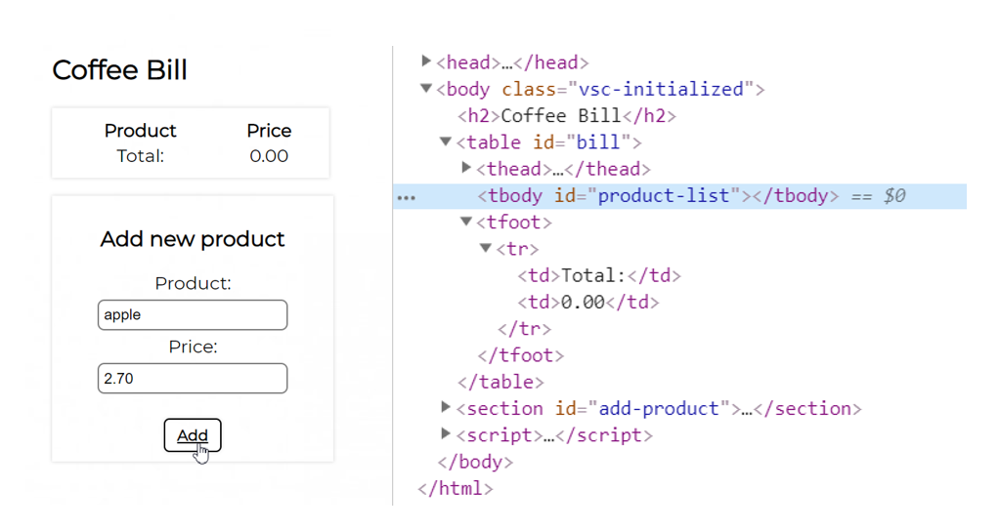 Coffee Bill
Product Price
Total: 0.00
Add new product
Product:
apple
Price:
2.70
Add
<head>…</head>
<body class="vsc-initialized">
<h2>Coffee Bill</h2>
<table id="bill">
<thead>…</thead>
... <tbody id="product-list"></tbody> == $0
<tfoot>
<tr>
<td>Total:</td>
<td>0.00</td>
</tr>
</tfoot>
</table>
<section id="add-product">…</section>
<script>…</script>
</body>
</html>